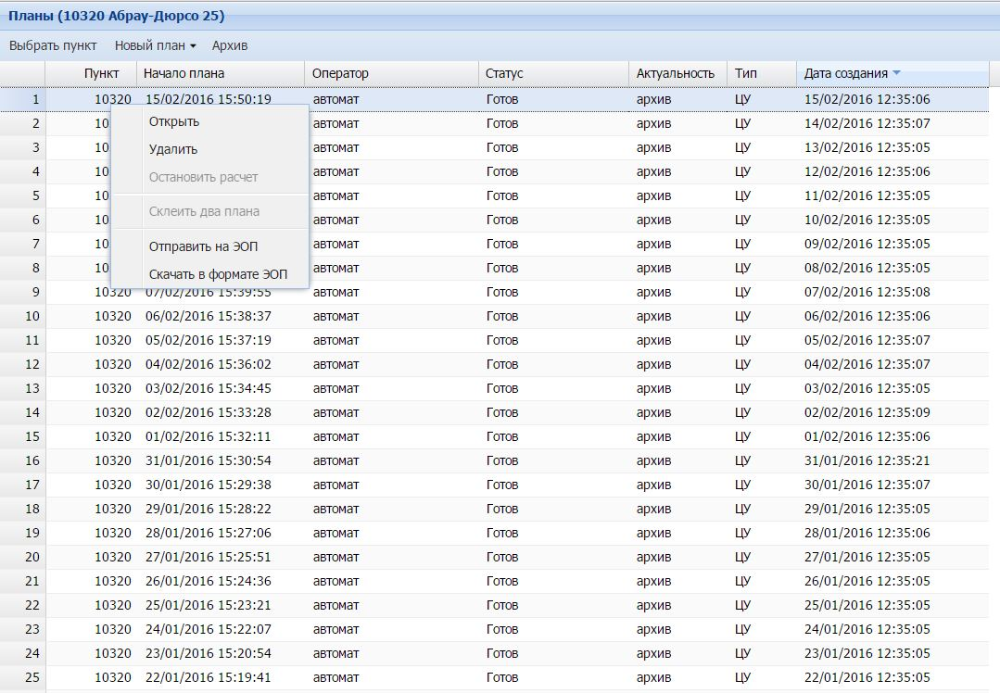 Планы (10320 Абрау-Дюрсо 25)
Выбрать пункт Новый план Архив
Пункт Начало плана Оператор Статус Актуальность Тип Дата создания
1 10320 15/02/2016 15:50:19 автомат Готов архив ЦУ 15/02/2016 12:35:06
2 10 автомат Готов архив ЦУ 14/02/2016 12:35:07
3 10 автомат Готов архив ЦУ 13/02/2016 12:35:05
4 10 автомат Готов архив ЦУ 12/02/2016 12:35:06
5 10 автомат Готов архив ЦУ 11/02/2016 12:35:05
6 10 автомат Готов архив ЦУ 10/02/2016 12:35:05
7 10 автомат Готов архив ЦУ 09/02/2016 12:35:05
8 10 автомат Готов архив ЦУ 08/02/2016 12:35:05
Открыть
Удалить
Остановить расчет
Склеить два плана
Отправить на ЭОП
Скачать в формате ЭОП
9 10320 07/02/2016 15:39:55 автомат Готов архив ЦУ 07/02/2016 12:35:08
10 10320 06/02/2016 15:38:37 автомат Готов архив ЦУ 06/02/2016 12:35:06
11 10320 05/02/2016 15:37:19 автомат Готов архив ЦУ 05/02/2016 12:35:07
12 10320 04/02/2016 15:36:02 автомат Готов архив ЦУ 04/02/2016 12:35:07
13 10320 03/02/2016 15:34:45 автомат Готов архив ЦУ 03/02/2016 12:35:05
14 10320 02/02/2016 15:33:28 автомат Готов архив ЦУ 02/02/2016 12:35:09
15 10320 01/02/2016 15:32:11 автомат Готов архив ЦУ 01/02/2016 12:35:06
16 10320 31/01/2016 15:30:54 автомат Готов архив ЦУ 31/01/2016 12:35:21
17 10320 30/01/2016 15:29:38 автомат Готов архив ЦУ 30/01/2016 12:35:07
18 10320 29/01/2016 15:28:22 автомат Готов архив ЦУ 29/01/2016 12:35:05
19 10320 28/01/2016 15:27:06 автомат Готов архив ЦУ 28/01/2016 12:35:06
20 10320 27/01/2016 15:25:51 автомат Готов архив ЦУ 27/01/2016 12:35:05
21 10320 26/01/2016 15:24:36 автомат Готов архив ЦУ 26/01/2016 12:35:05
22 10320 25/01/2016 15:23:21 автомат Готов архив ЦУ 25/01/2016 12:35:05
23 10320 24/01/2016 15:22:07 автомат Готов архив ЦУ 24/01/2016 12:35:05
24 10320 23/01/2016 15:20:54 автомат Готов архив ЦУ 23/01/2016 12:35:05
25 10320 22/01/2016 15:19:41 автомат Готов архив ЦУ 22/01/2016 12:35:05